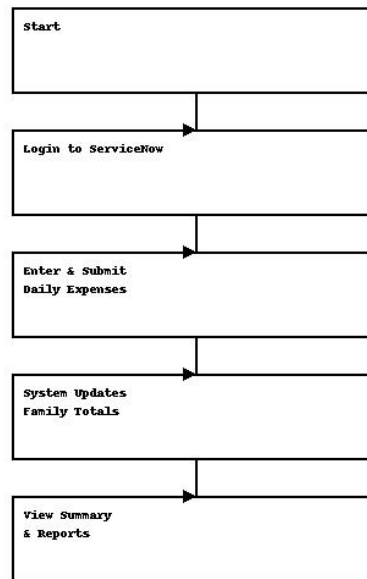 Start
Login to ServiceNow
Enter & Submit
Daily Expenses
System Updates
Family Totals
View Summary
& Reports